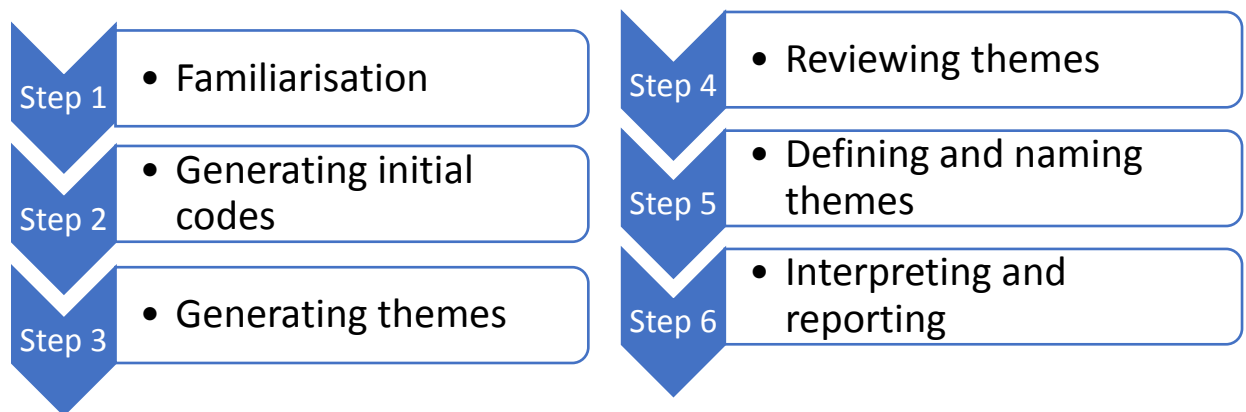 Step 1
• Familiarisation
Step 2
• Generating initial
codes
Step 3
• Generating themes
Step 4
• Reviewing themes
Step 5
• Defining and naming
themes
Step 6
• Interpreting and
reporting